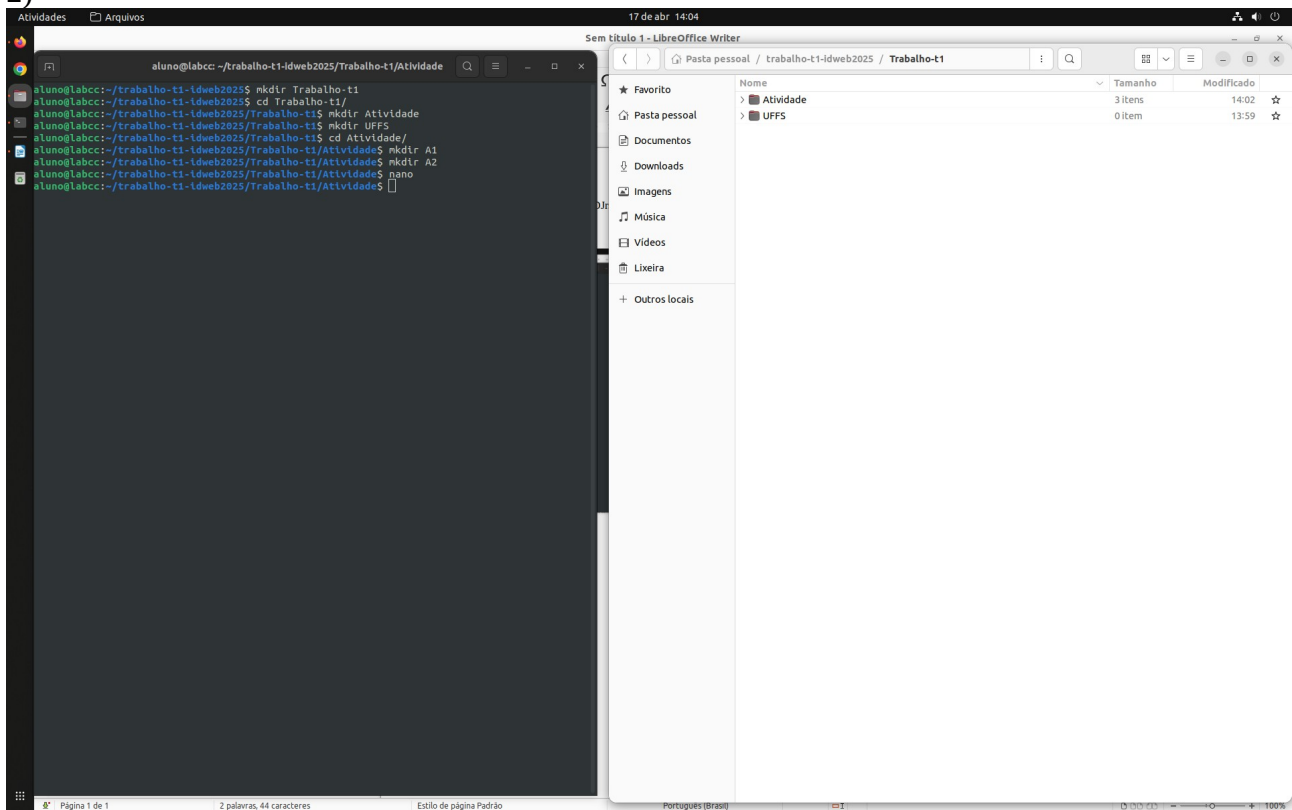 2)
Atividades Arquivos 17 de abr 14:04
Sem título 1 - LibreOffice Writer
aluno@labcc: ~/trabalho-t1-idweb2025/Trabalho-t1/Atividade
aluno@labcc:~/trabalho-t1-idweb2025$ mkdir Trabalho-t1
aluno@labcc:~/trabalho-t1-idweb2025$ cd Trabalho-t1/
aluno@labcc:~/trabalho-t1-idweb2025/Trabalho-t1$ mkdir Atividade
aluno@labcc:~/trabalho-t1-idweb2025/Trabalho-t1$ mkdir UFFS
aluno@labcc:~/trabalho-t1-idweb2025/Trabalho-t1$ cd Atividade/
aluno@labcc:~/trabalho-t1-idweb2025/Trabalho-t1/Atividade$ mkdir A1
aluno@labcc:~/trabalho-t1-idweb2025/Trabalho-t1/Atividade$ mkdir A2
aluno@labcc:~/trabalho-t1-idweb2025/Trabalho-t1/Atividade$ nano
aluno@labcc:~/trabalho-t1-idweb2025/Trabalho-t1/Atividade$
Pasta pessoal / trabalho-t1-idweb2025 / Trabalho-t1
Favorito
Pasta pessoal
Documentos
Downloads
Imagens
Música
Vídeos
Lixeira
+ Outros locais
Nome Tamanho Modificado
Atividade 3 itens 14:02
UFFS 0 item 13:59
Página 1 de 1 2 palavras, 44 caracteres Estilo de página Padrão Português (Brasil) 100%